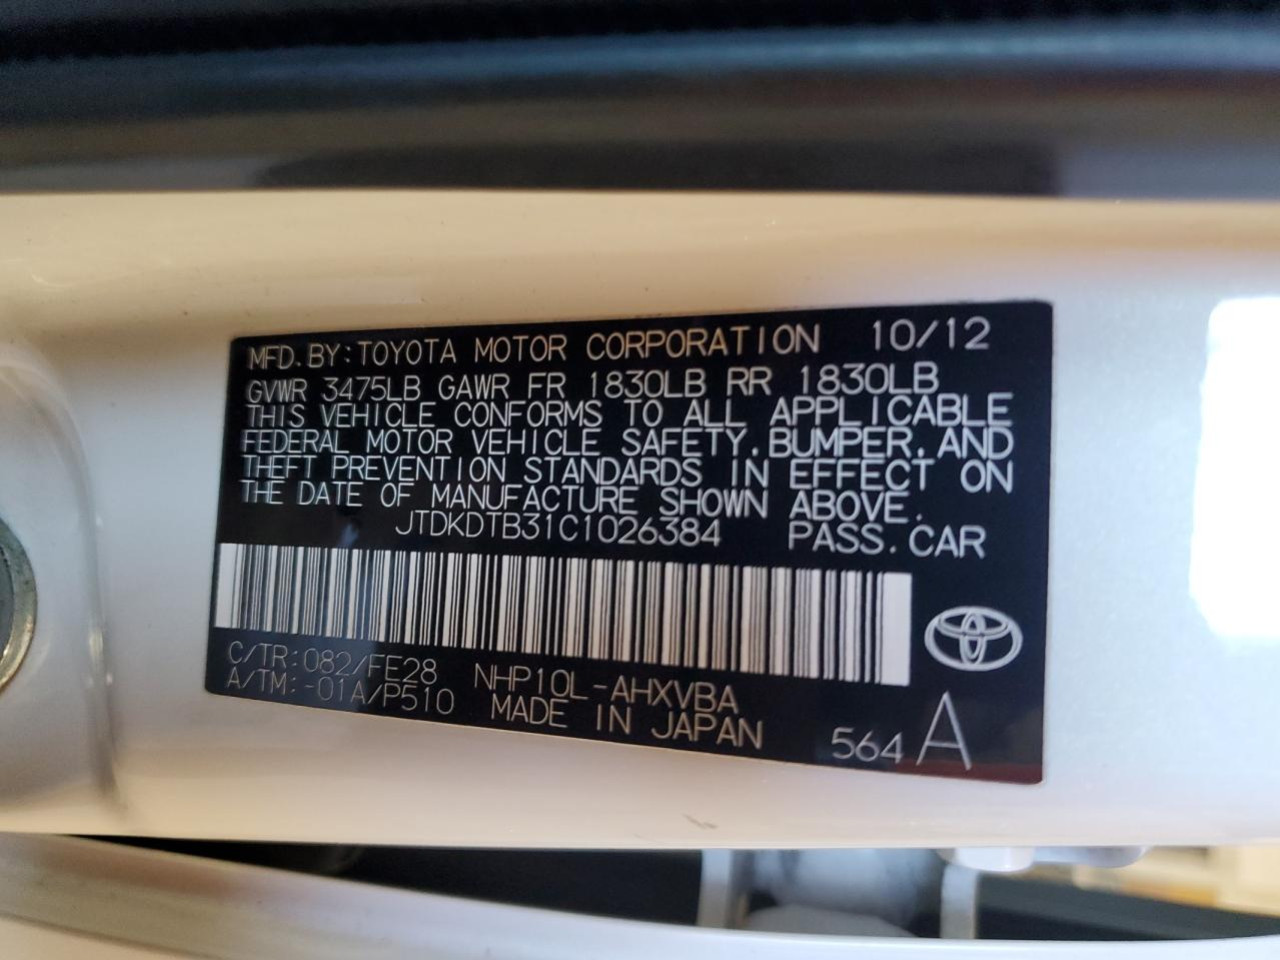 MFD. BY: TOYOTA MOTOR CORPORATION 10/12
GVWR 3475LB GAWR FR 1830LB RR 1830LB
THIS VEHICLE CONFORMS TO ALL APPLICABLE
FEDERAL MOTOR VEHICLE SAFETY, BUMPER, AND
THEFT PREVENTION STANDARDS IN EFFECT ON
THE DATE OF MANUFACTURE SHOWN ABOVE.
JTDKDTB31C1026384 PASS. CAR
C/TR: 082/FE28 NHP10L-AHXVBA
A/TM: -01A/P510 MADE IN JAPAN
564 A